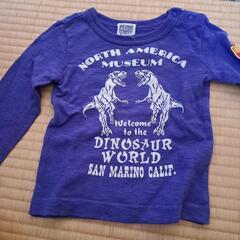 NORTH AMERICA
MUSEUM
Welcome
to the
DINOSAUR
WORLD
SAN MARINO CALIF.